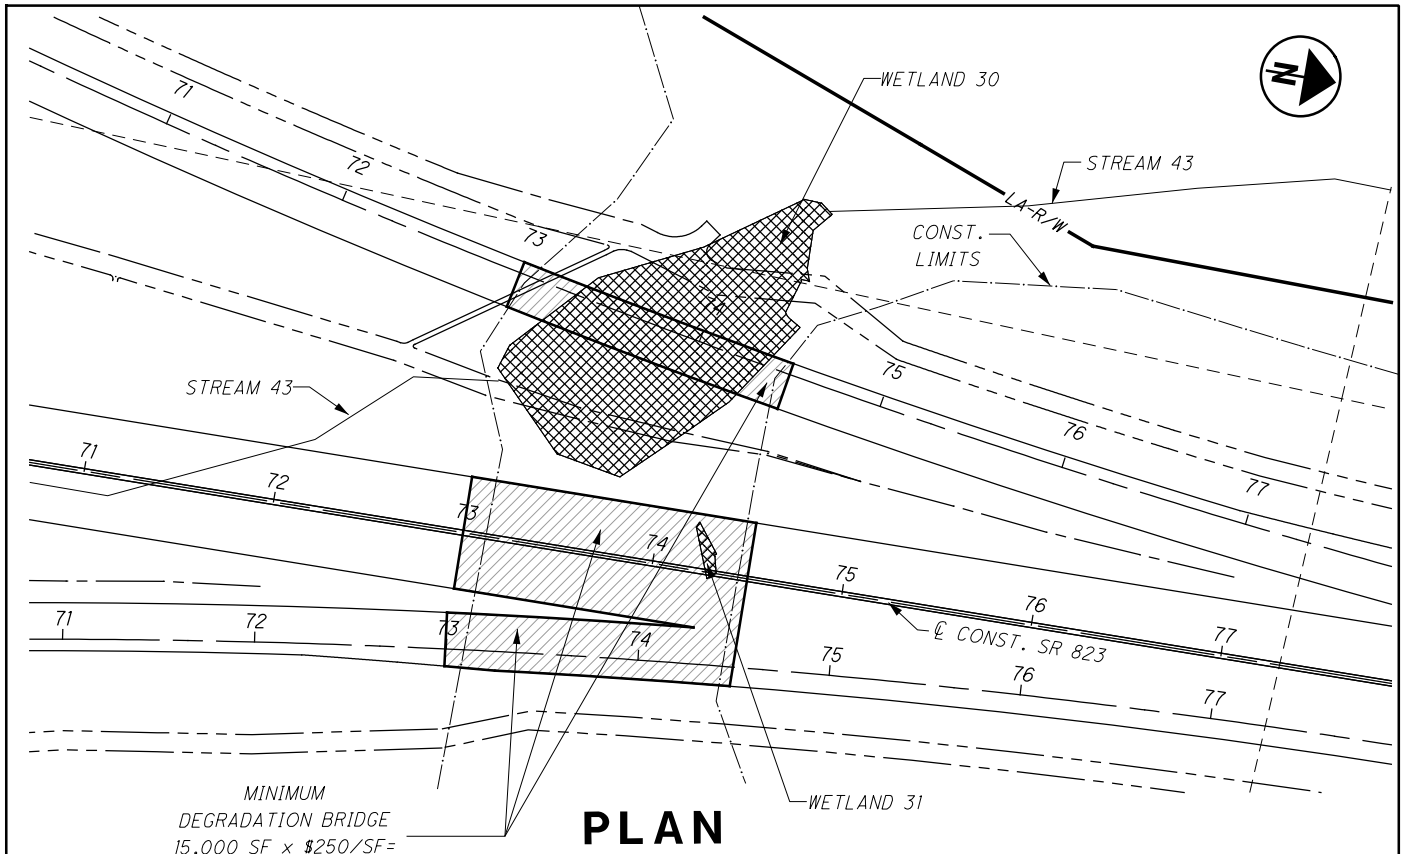 WETLAND 30
N
71
STREAM 43
72
LA-R/W
CONST.
LIMITS
73
75
STREAM 43
76
71
77
72
73
74
75
76
77
℄ CONST. SR 823
71
72
73
74
75
76
77
MINIMUM
DEGRADATION BRIDGE
15,000 SF x $250/SF=
WETLAND 31
PLAN